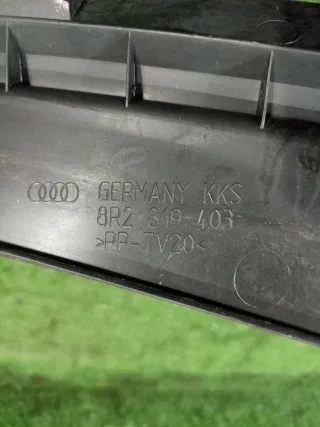 GERMANY KKS
8R2 819-403
>PP-TV20<